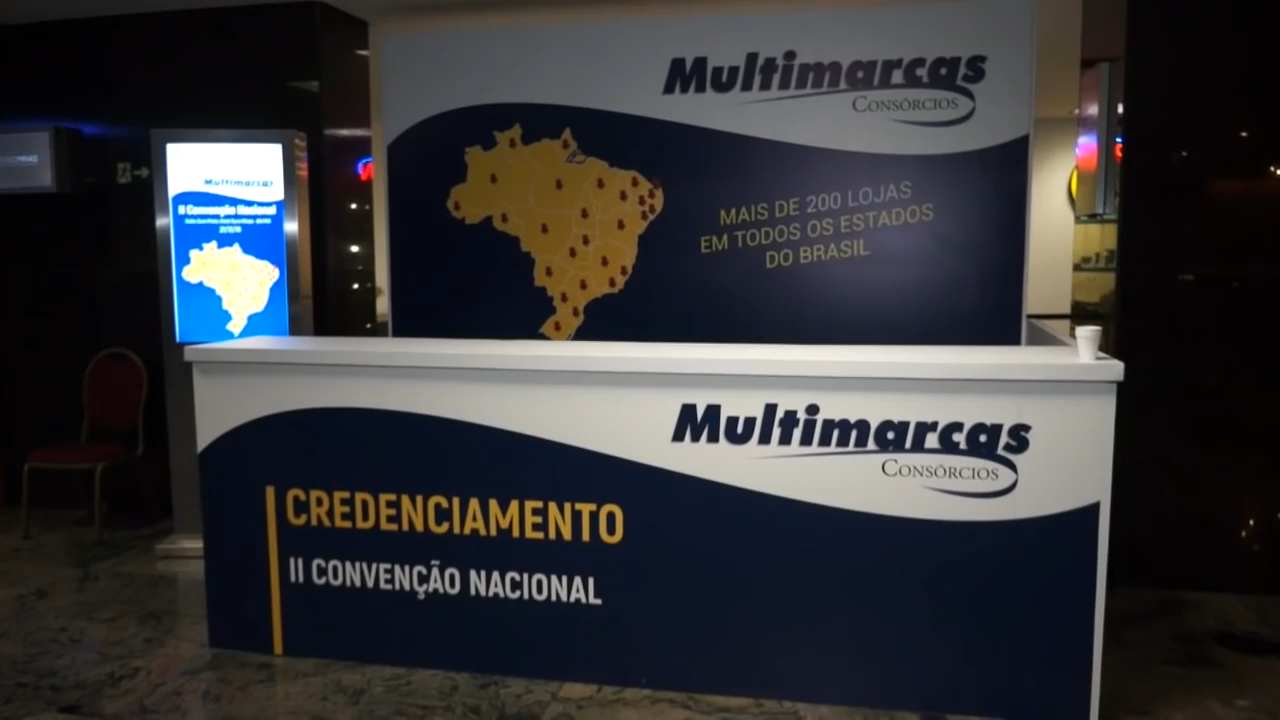 Multimarcas
CONSÓRCIOS
MAIS DE 200 LOJAS
EM TODOS OS ESTADOS
DO BRASIL
Multimarcas
II Convenção Nacional
Multimarcas
CONSÓRCIOS
CREDENCIAMENTO
II CONVENÇÃO NACIONAL